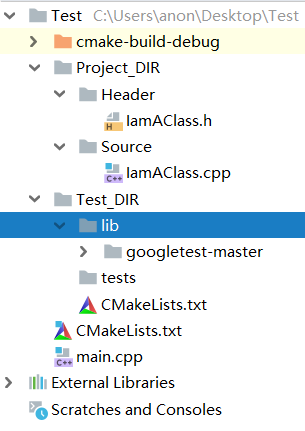 Test C:\Users\anon\Desktop\Test
cmake-build-debug
Project_DIR
Header
IamAClass.h
Source
IamAClass.cpp
Test_DIR
lib
googletest-master
tests
CMakeLists.txt
CMakeLists.txt
main.cpp
External Libraries
Scratches and Consoles